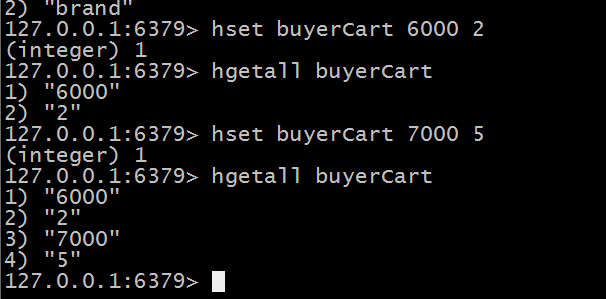 2) "brand"
127.0.0.1:6379> hset buyerCart 6000 2
(integer) 1
127.0.0.1:6379> hgetall buyerCart
1) "6000"
2) "2"
127.0.0.1:6379> hset buyerCart 7000 5
(integer) 1
127.0.0.1:6379> hgetall buyerCart
1) "6000"
2) "2"
3) "7000"
4) "5"
127.0.0.1:6379>